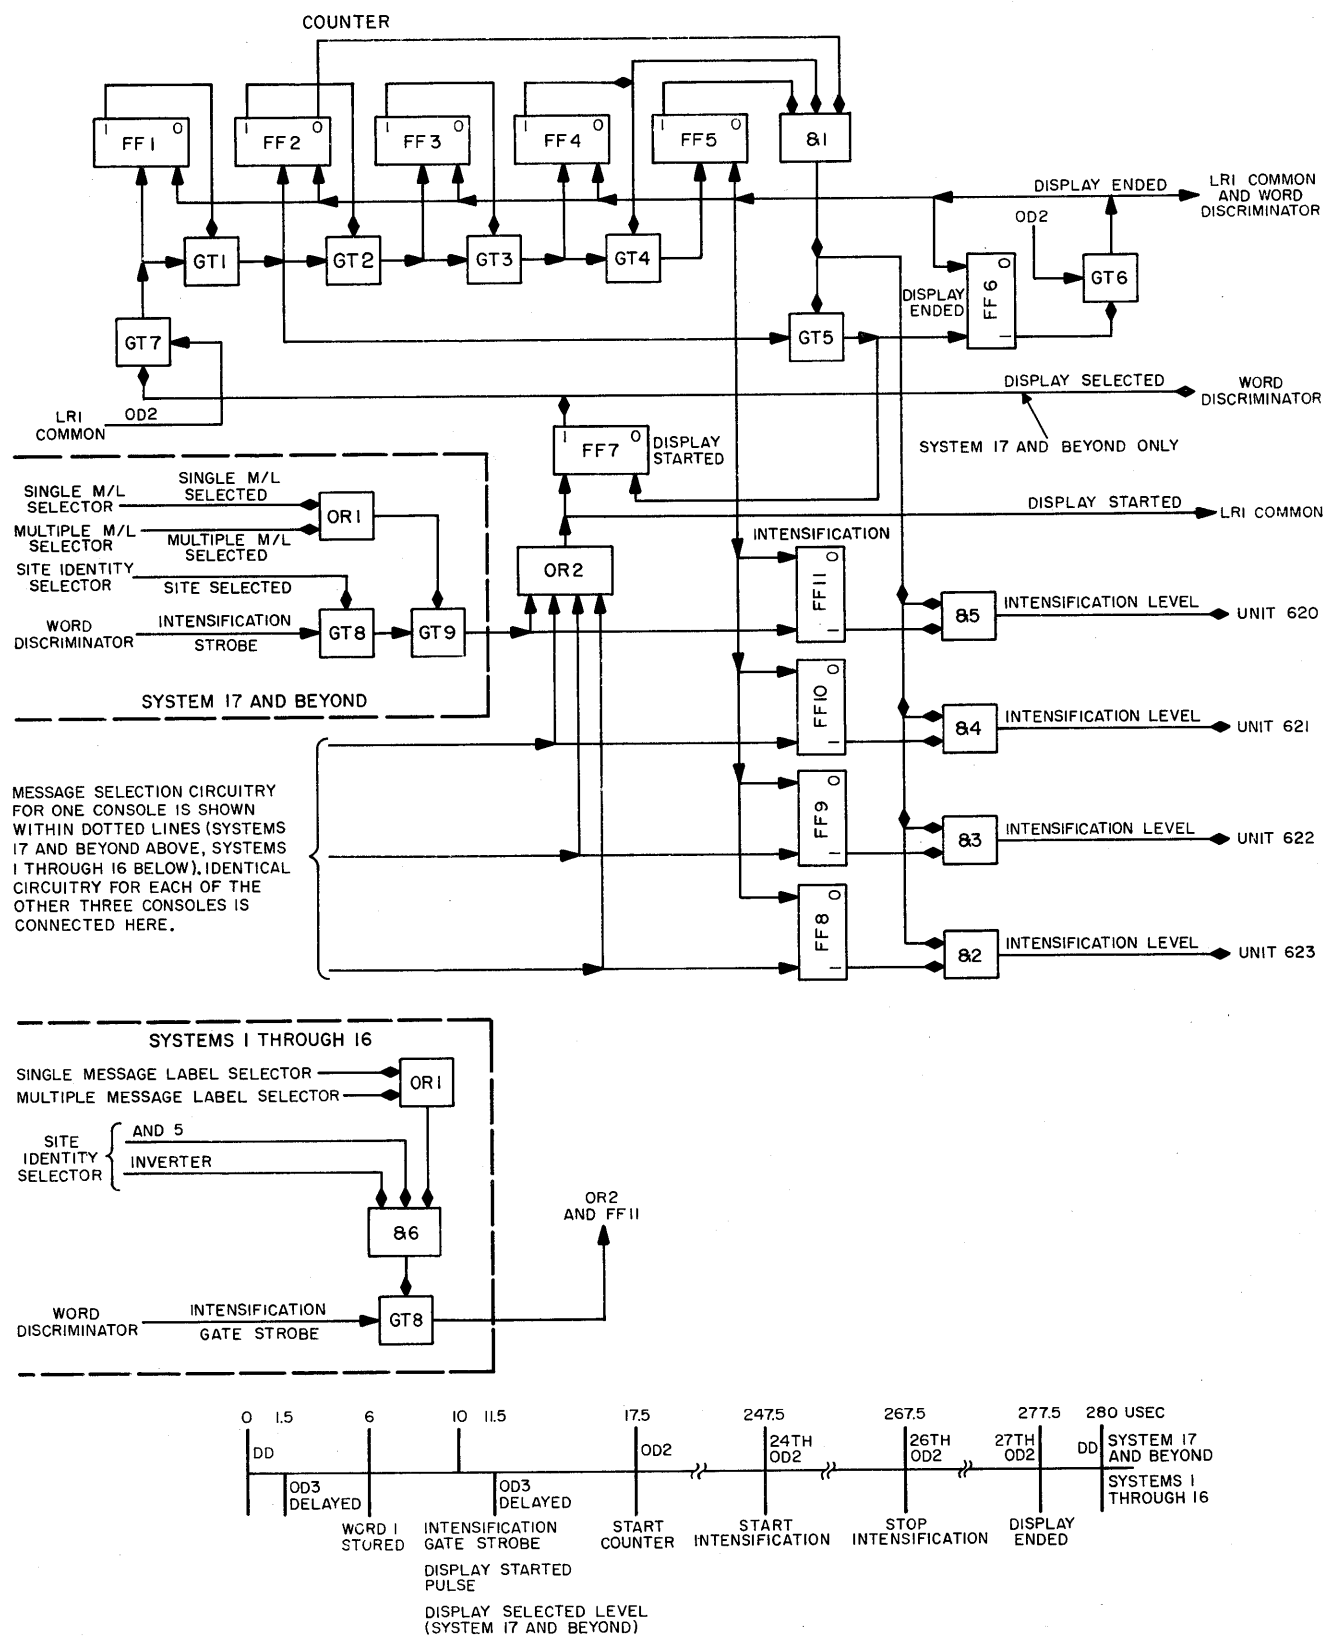 COUNTER
1 0
FF1
1 0
FF2
1 0
FF3
1 0
FF4
1 0
FF5
&1
DISPLAY ENDED
LRI COMMON
AND WORD
DISCRIMINATOR
OD2
GT1
GT2
GT3
GT4
GT6
DISPLAY
ENDED
0
FF6
1
GT7
GT5
DISPLAY SELECTED
WORD
DISCRIMINATOR
LRI
COMMON
OD2
SYSTEM 17 AND BEYOND ONLY
1 0
FF7
DISPLAY
STARTED
SINGLE M/L
SELECTOR
SINGLE M/L
SELECTED
OR1
MULTIPLE M/L
SELECTOR
MULTIPLE M/L
SELECTED
DISPLAY STARTED
LRI COMMON
INTENSIFICATION
SITE IDENTITY
SELECTOR
SITE SELECTED
OR2
0
FF11
1
&5
INTENSIFICATION LEVEL
UNIT 620
WORD
DISCRIMINATOR
INTENSIFICATION
STROBE
GT8
GT9
SYSTEM 17 AND BEYOND
0
FF10
1
&4
INTENSIFICATION LEVEL
UNIT 621
MESSAGE SELECTION CIRCUITRY
FOR ONE CONSOLE IS SHOWN
WITHIN DOTTED LINES (SYSTEMS
17 AND BEYOND ABOVE, SYSTEMS
1 THROUGH 16 BELOW). IDENTICAL
CIRCUITRY FOR EACH OF THE
OTHER THREE CONSOLES IS
CONNECTED HERE.
0
FF9
1
&3
INTENSIFICATION LEVEL
UNIT 622
0
FF8
1
&2
INTENSIFICATION LEVEL
UNIT 623
SYSTEMS 1 THROUGH 16
SINGLE MESSAGE LABEL SELECTOR
MULTIPLE MESSAGE LABEL SELECTOR
OR1
SITE
IDENTITY
SELECTOR
AND 5
INVERTER
&6
OR2
AND FF11
WORD
DISCRIMINATOR
INTENSIFICATION
GATE STROBE
GT8
0 1.5 6 10 11.5 17.5 247.5 267.5 277.5 280 USEC
DD
OD2
24TH
OD2
26TH
OD2
27TH
OD2
DD
SYSTEM 17
AND BEYOND
OD3
DELAYED
OD3
DELAYED
SYSTEMS 1
THROUGH 16
WORD 1
STORED
INTENSIFICATION
GATE STROBE
DISPLAY STARTED
PULSE
DISPLAY SELECTED LEVEL
(SYSTEM 17 AND BEYOND)
START
COUNTER
START
INTENSIFICATION
STOP
INTENSIFICATION
DISPLAY
ENDED